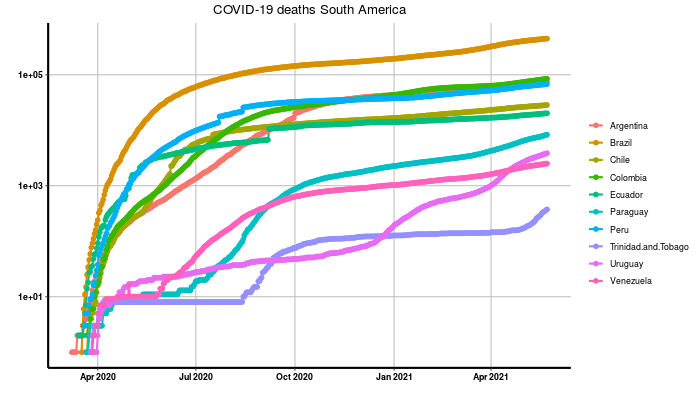 COVID-19 deaths South America
1e+05
1e+03
1e+01
Apr 2020
Jul 2020
Oct 2020
Jan 2021
Apr 2021
Argentina
Brazil
Chile
Colombia
Ecuador
Paraguay
Peru
Trinidad.and.Tobago
Uruguay
Venezuela